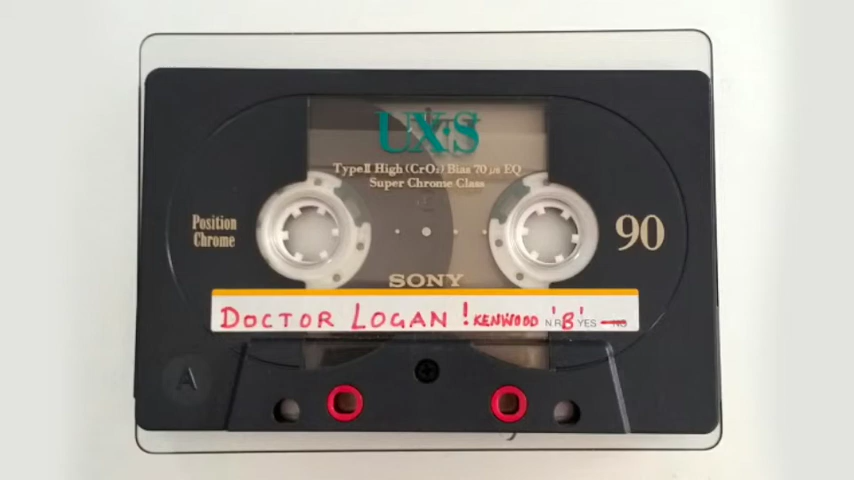 UX·S
Type II High (CrO₂) Bias 70 μs EQ
Super Chrome Class
Position
Chrome
90
SONY
DOCTOR LOGAN ! KENWOOD N.R 'B' YES NO
A